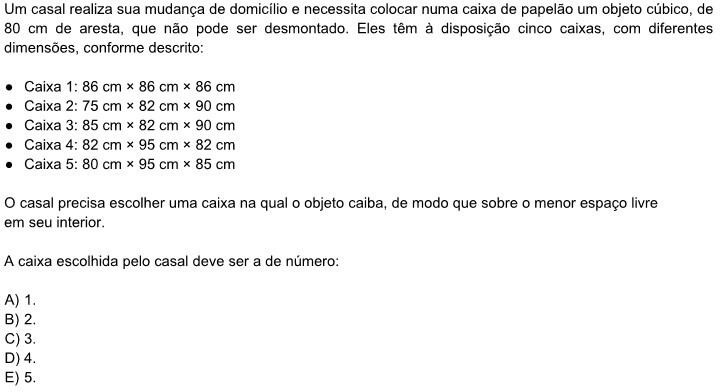 Um casal realiza sua mudança de domicílio e necessita colocar numa caixa de papelão um objeto cúbico, de
80 cm de aresta, que não pode ser desmontado. Eles têm à disposição cinco caixas, com diferentes
dimensões, conforme descrito:
• Caixa 1: 86 cm × 86 cm × 86 cm
• Caixa 2: 75 cm × 82 cm × 90 cm
• Caixa 3: 85 cm × 82 cm × 90 cm
• Caixa 4: 82 cm × 95 cm × 82 cm
• Caixa 5: 80 cm × 95 cm × 85 cm
O casal precisa escolher uma caixa na qual o objeto caiba, de modo que sobre o menor espaço livre
em seu interior.
A caixa escolhida pelo casal deve ser a de número:
A) 1.
B) 2.
C) 3.
D) 4.
E) 5.